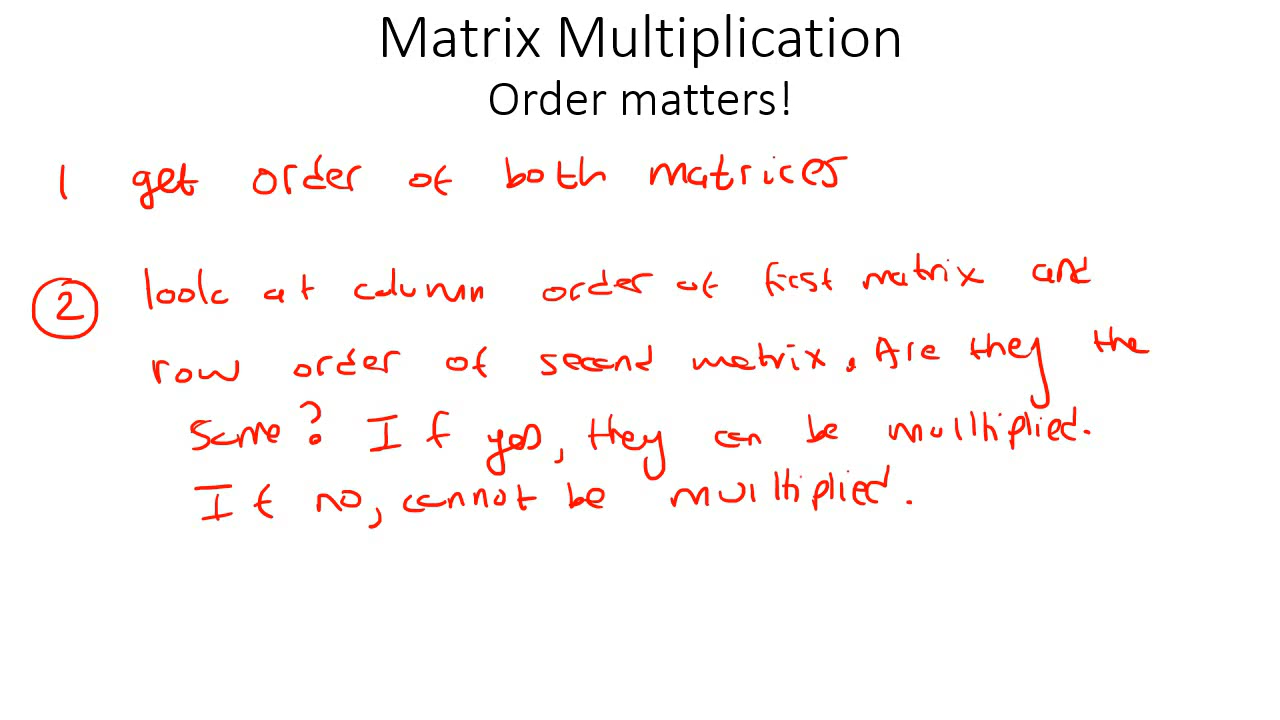 Matrix Multiplication
Order matters!
1 get order of both matrices
2 look at column order of first matrix and
row order of second matrix. Are they the
same? If yes, they can be mulltiplied.
If no, cannot be multiplied.